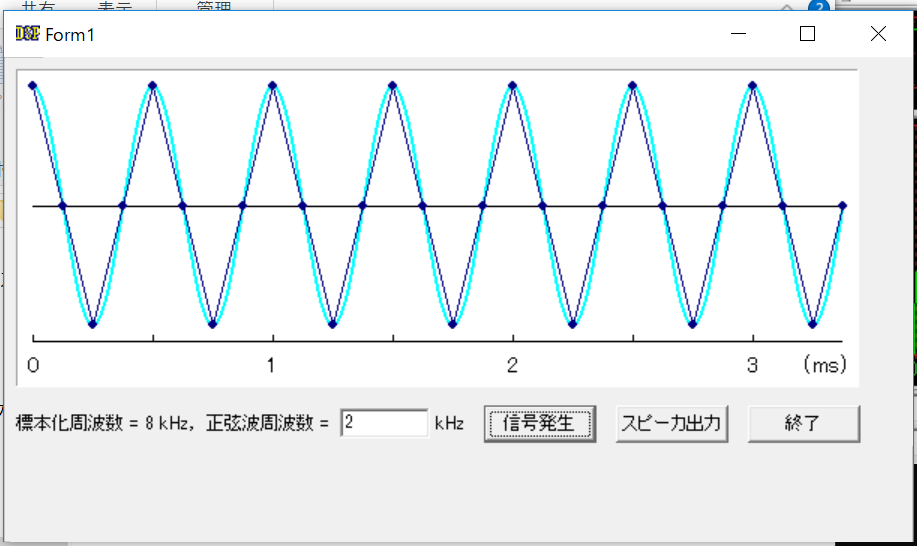 共有 表示 管理
?
DSP Form1
0 1 2 3 (ms)
標本化周波数 = 8 kHz, 正弦波周波数 = 2 kHz 信号発生 スピーカ出力 終了